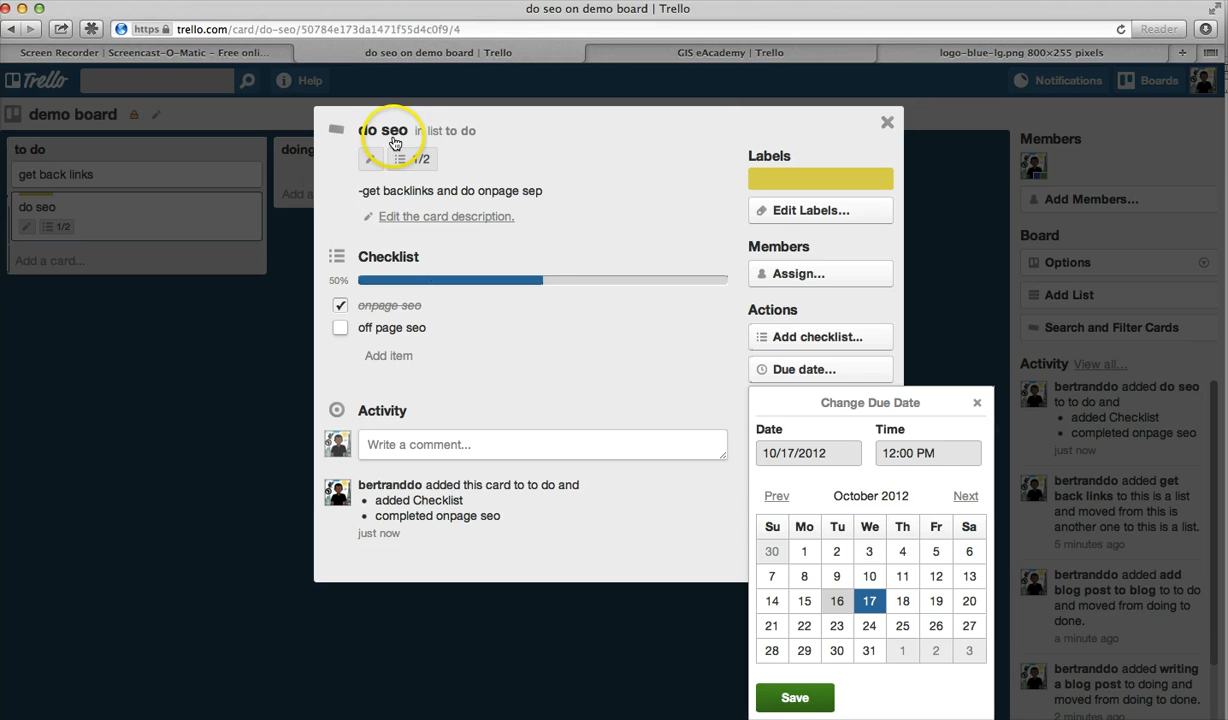 do seo on demo board | Trello
https trello.com/card/do-seo/50784e173da1471f55d4c0f9/4
Reader
Screen Recorder | Screencast-O-Matic - Free onli...
do seo on demo board | Trello
GIS eAcademy | Trello
logo-blue-lg.png 800×255 pixels
Trello
Help
Notifications
Boards
demo board
to do
get back links
do seo
1/2
Add a card...
doing
Add a
do seo in list to do
1/2
-get backlinks and do onpage sep
Edit the card description.
Checklist
50%
onpage seo
off page seo
Add item
Activity
Write a comment...
bertranddo added this card to to do and
• added Checklist
• completed onpage seo
just now
Labels
Edit Labels...
Members
Assign...
Actions
Add checklist...
Due date...
Change Due Date
Date Time
10/17/2012 12:00 PM
Prev October 2012 Next
Su Mo Tu We Th Fr Sa
30 1 2 3 4 5 6
7 8 9 10 11 12 13
14 15 16 17 18 19 20
21 22 23 24 25 26 27
28 29 30 31 1 2 3
Save
Members
Add Members...
Board
Options
Add List
Search and Filter Cards
Activity View all...
bertranddo added do seo
to to do and
• added Checklist
• completed onpage seo
just now
bertranddo added get
back links to this is a list
and moved from this is
another one to this is a list.
5 minutes ago
bertranddo added add
blog post to blog to to do
and moved from doing to
done.
a minute ago
bertranddo added writing
a blog post to doing and
moved from doing to done.
2 minutes ago